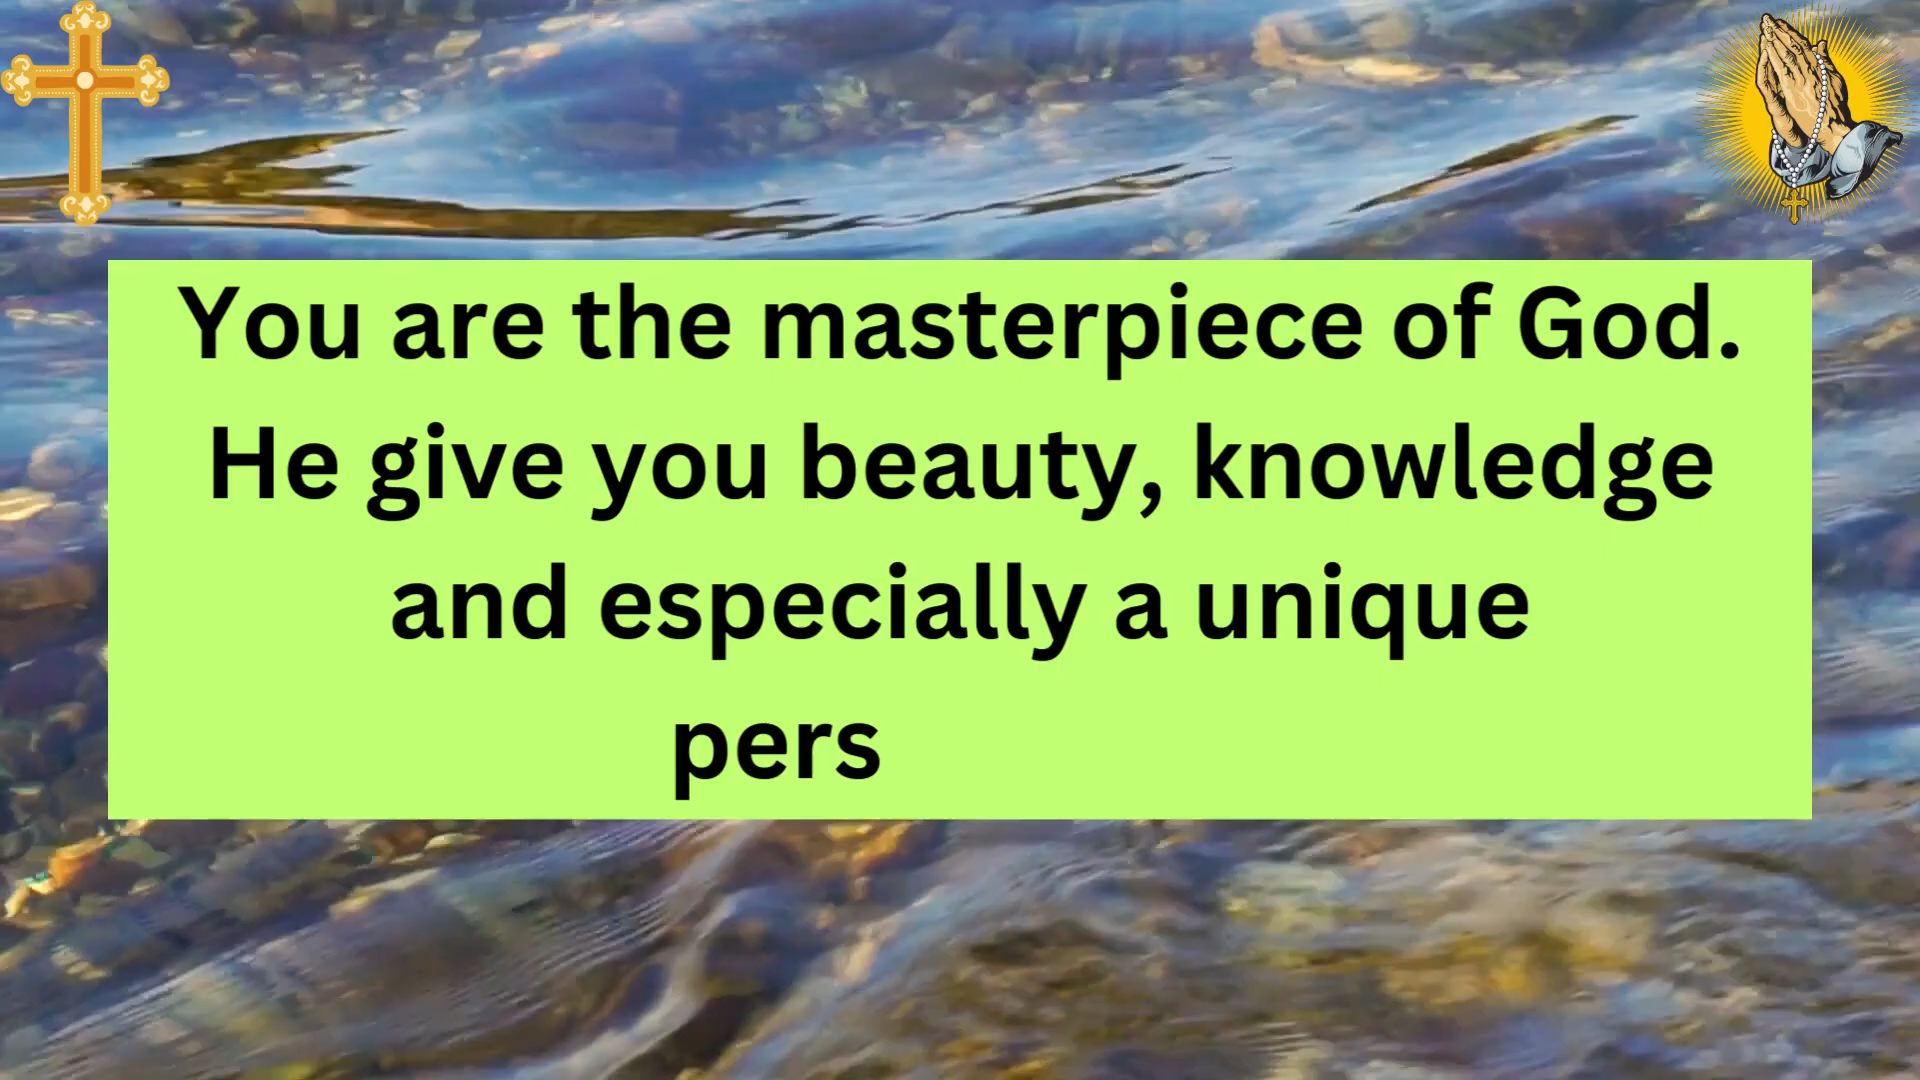 You are the masterpiece of God.
He give you beauty, knowledge
and especially a unique
pers